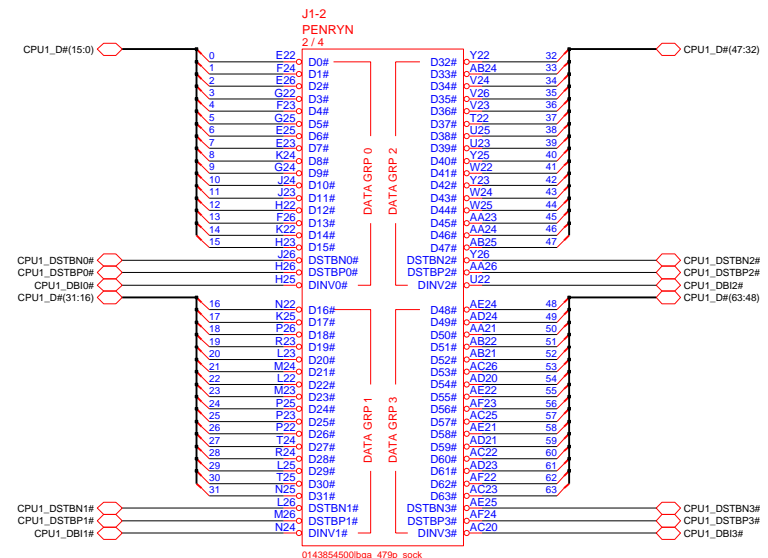 J1-2
PENRYN
2 / 4
CPU1_D#(15:0) CPU1_D#(47:32)
0 E22 D0# D32# Y22 32
1 F24 D1# D33# AB24 33
2 E26 D2# D34# V24 34
3 G22 D3# D35# V26 35
4 F23 D4# D36# V23 36
5 G25 D5# D37# T22 37
6 E25 D6# D38# U25 38
7 E23 D7# D39# U23 39
8 K24 D8# D40# Y25 40
9 G24 D9# D41# W22 41
10 J24 D10# D42# Y23 42
11 J23 D11# D43# W24 43
12 H22 D12# D44# W25 44
13 F26 D13# D45# AA23 45
14 K22 D14# D46# AA24 46
15 H23 D15# D47# AB25 47
DATA GRP 0 DATA GRP 2
CPU1_DSTBN0# J26 DSTBN0# DSTBN2# Y26 CPU1_DSTBN2#
CPU1_DSTBP0# H26 DSTBP0# DSTBP2# AA26 CPU1_DSTBP2#
CPU1_DBI0# H25 DINV0# DINV2# U22 CPU1_DBI2#
CPU1_D#(31:16) CPU1_D#(63:48)
16 N22 D16# D48# AE24 48
17 K25 D17# D49# AD24 49
18 P26 D18# D50# AA21 50
19 R23 D19# D51# AB22 51
20 L23 D20# D52# AB21 52
21 M24 D21# D53# AC26 53
22 L22 D22# D54# AD20 54
23 M23 D23# D55# AE22 55
24 P25 D24# D56# AF23 56
25 P23 D25# D57# AC25 57
26 P22 D26# D58# AE21 58
27 T24 D27# D59# AD21 59
28 R24 D28# D60# AC22 60
29 L25 D29# D61# AD23 61
30 T25 D30# D62# AF22 62
31 N25 D31# D63# AC23 63
DATA GRP 1 DATA GRP 3
CPU1_DSTBN1# L26 DSTBN1# DSTBN3# AE25 CPU1_DSTBN3#
CPU1_DSTBP1# M26 DSTBP1# DSTBP3# AF24 CPU1_DSTBP3#
CPU1_DBI1# N24 DINV1# DINV3# AC20 CPU1_DBI3#
0143854500lbga_479p_sock